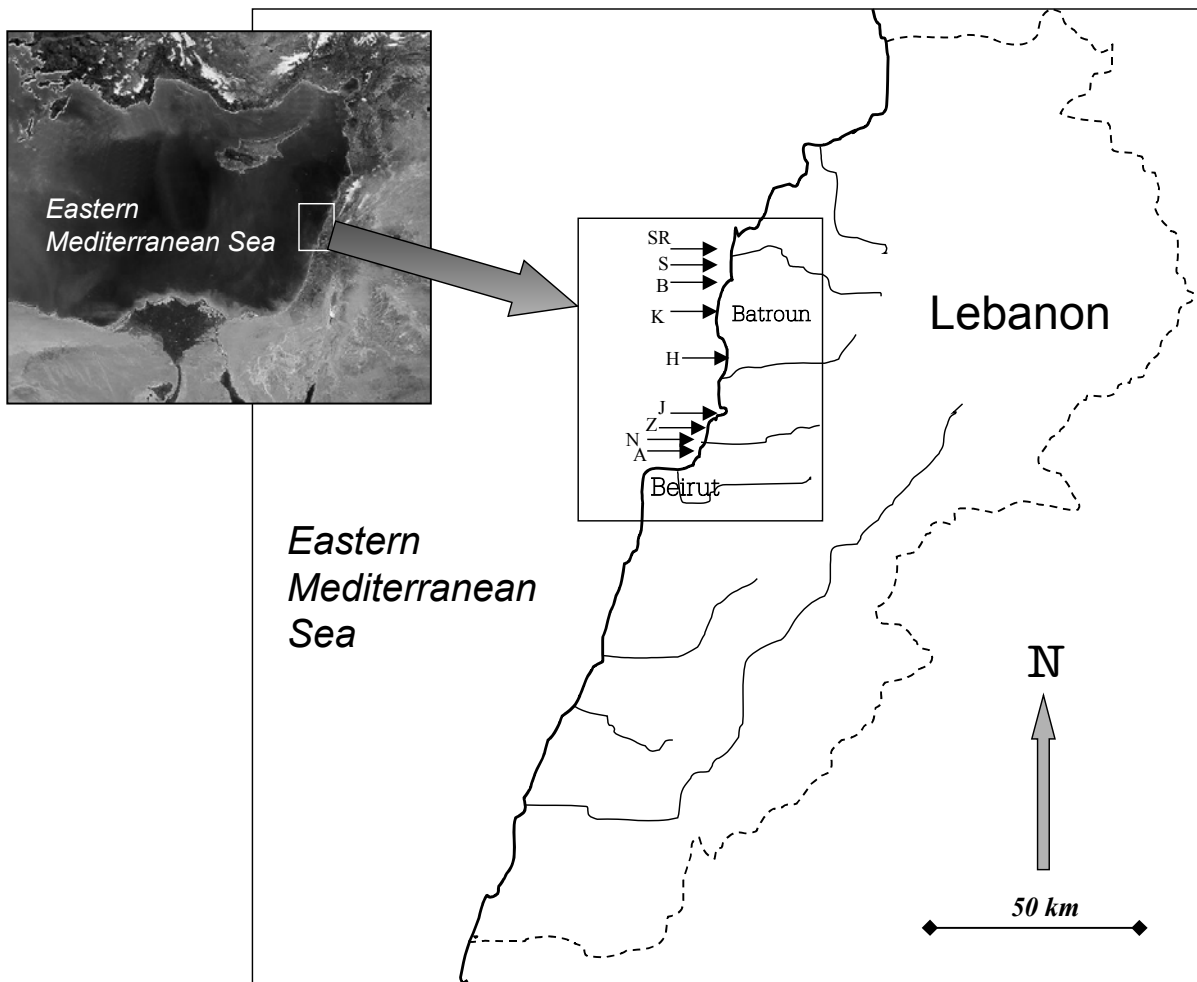 Eastern
Mediterranean Sea
SR
S
B
K
Batroun
Lebanon
H
J
Z
N
A
Beirut
Eastern
Mediterranean
Sea
N
50 km